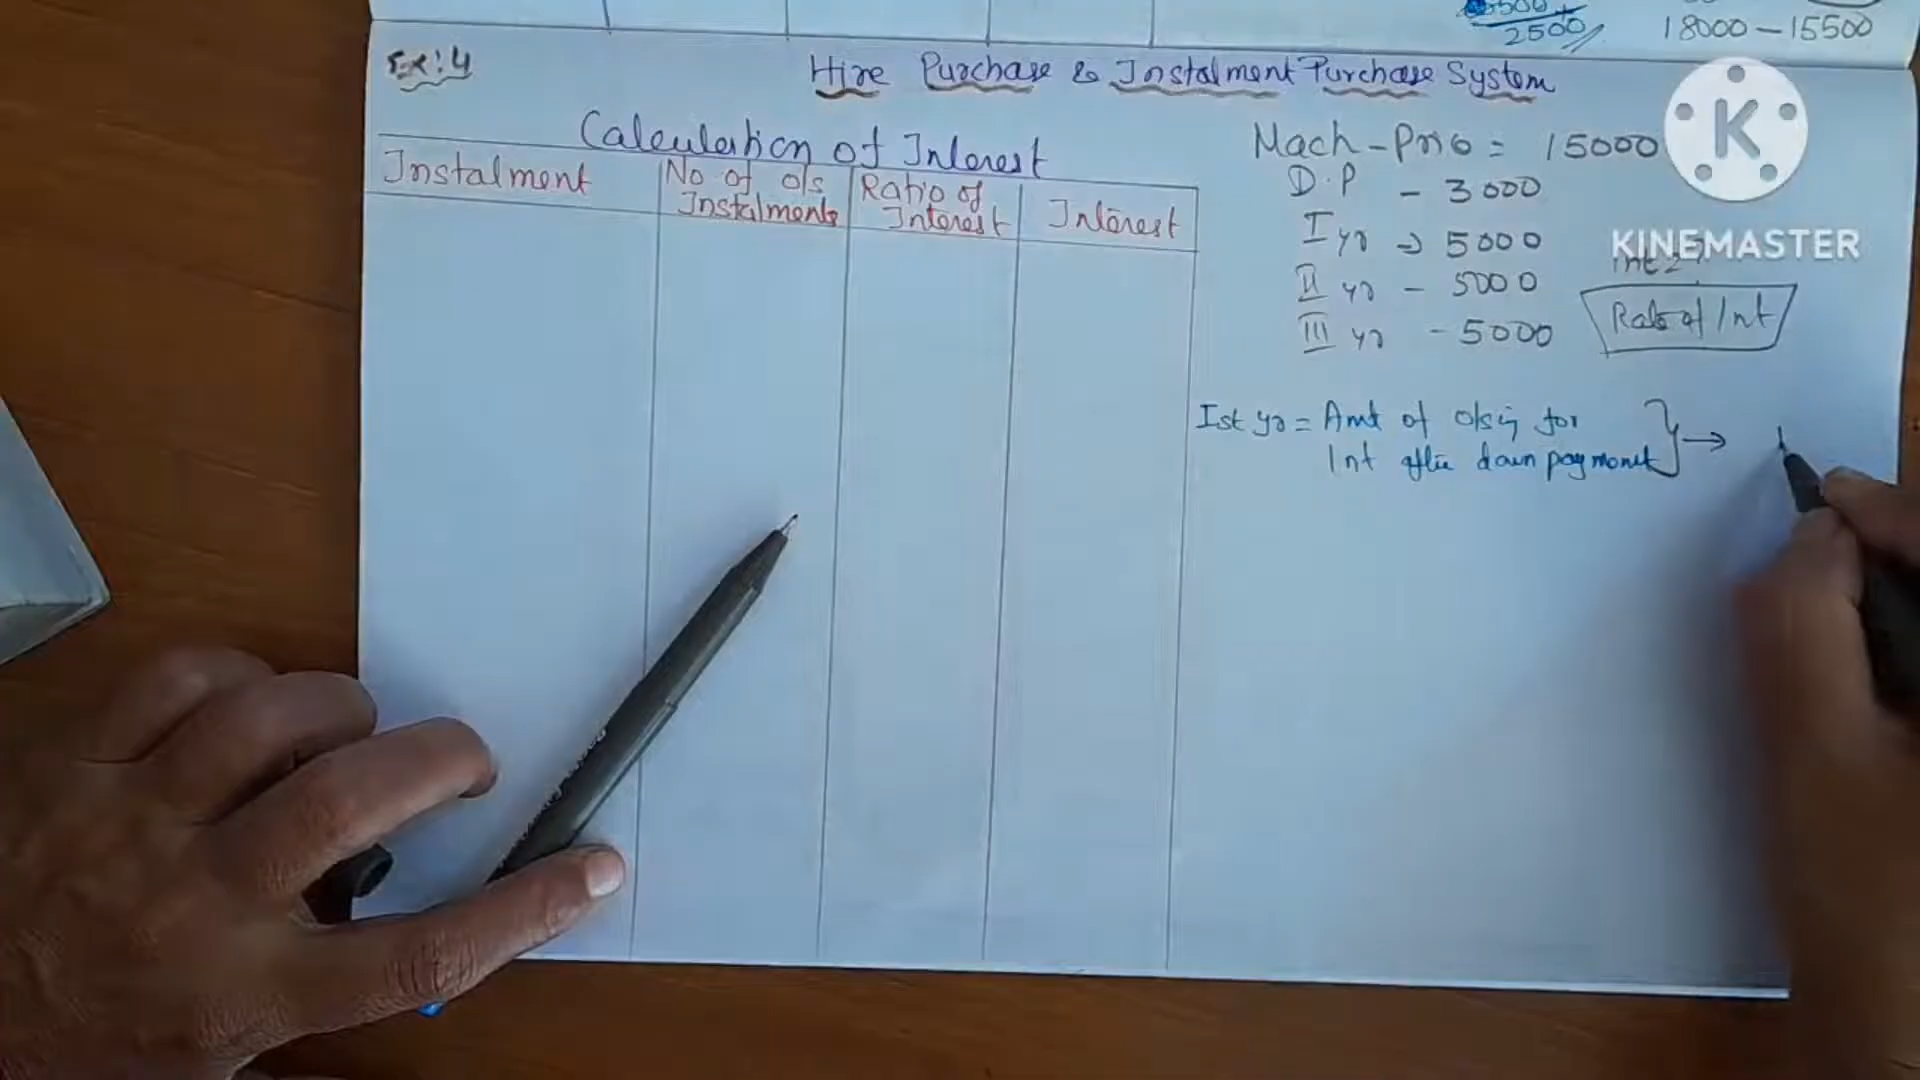 2500
18000 - 15500
Ex: 4
Hire Purchase & Instalment Purchase System
Calculation of Interest
Instalment
No of o/s Instalments
Ratio of Interest
Interest
Mach - Price = 15000
D.P - 3000
I yr → 5000
II yr - 5000
III yr - 5000
int = ?
Rate of Int
Ist yr = Amt of o/sg for
Int after down payment →
K
KINEMASTER